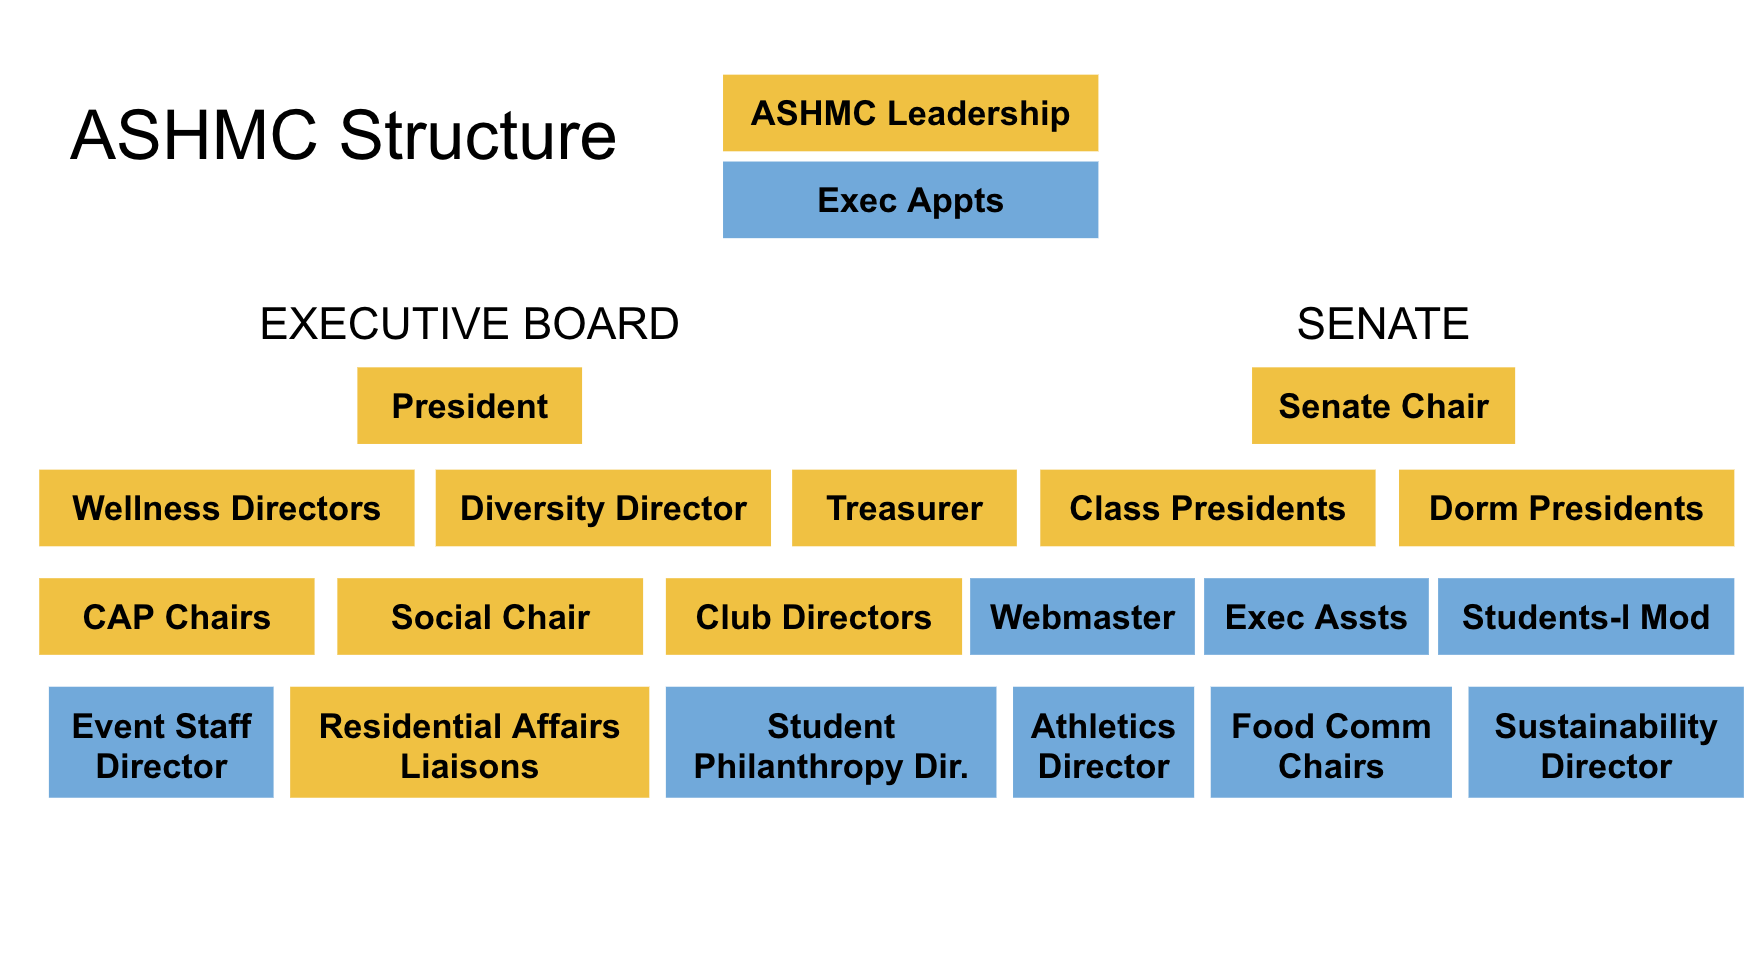 ASHMC Structure
ASHMC Leadership
Exec Appts
EXECUTIVE BOARD
SENATE
President
Senate Chair
Wellness Directors
Diversity Director
Treasurer
Class Presidents
Dorm Presidents
CAP Chairs
Social Chair
Club Directors
Webmaster
Exec Assts
Students-l Mod
Event Staff
Director
Residential Affairs
Liaisons
Student
Philanthropy Dir.
Athletics
Director
Food Comm
Chairs
Sustainability
Director